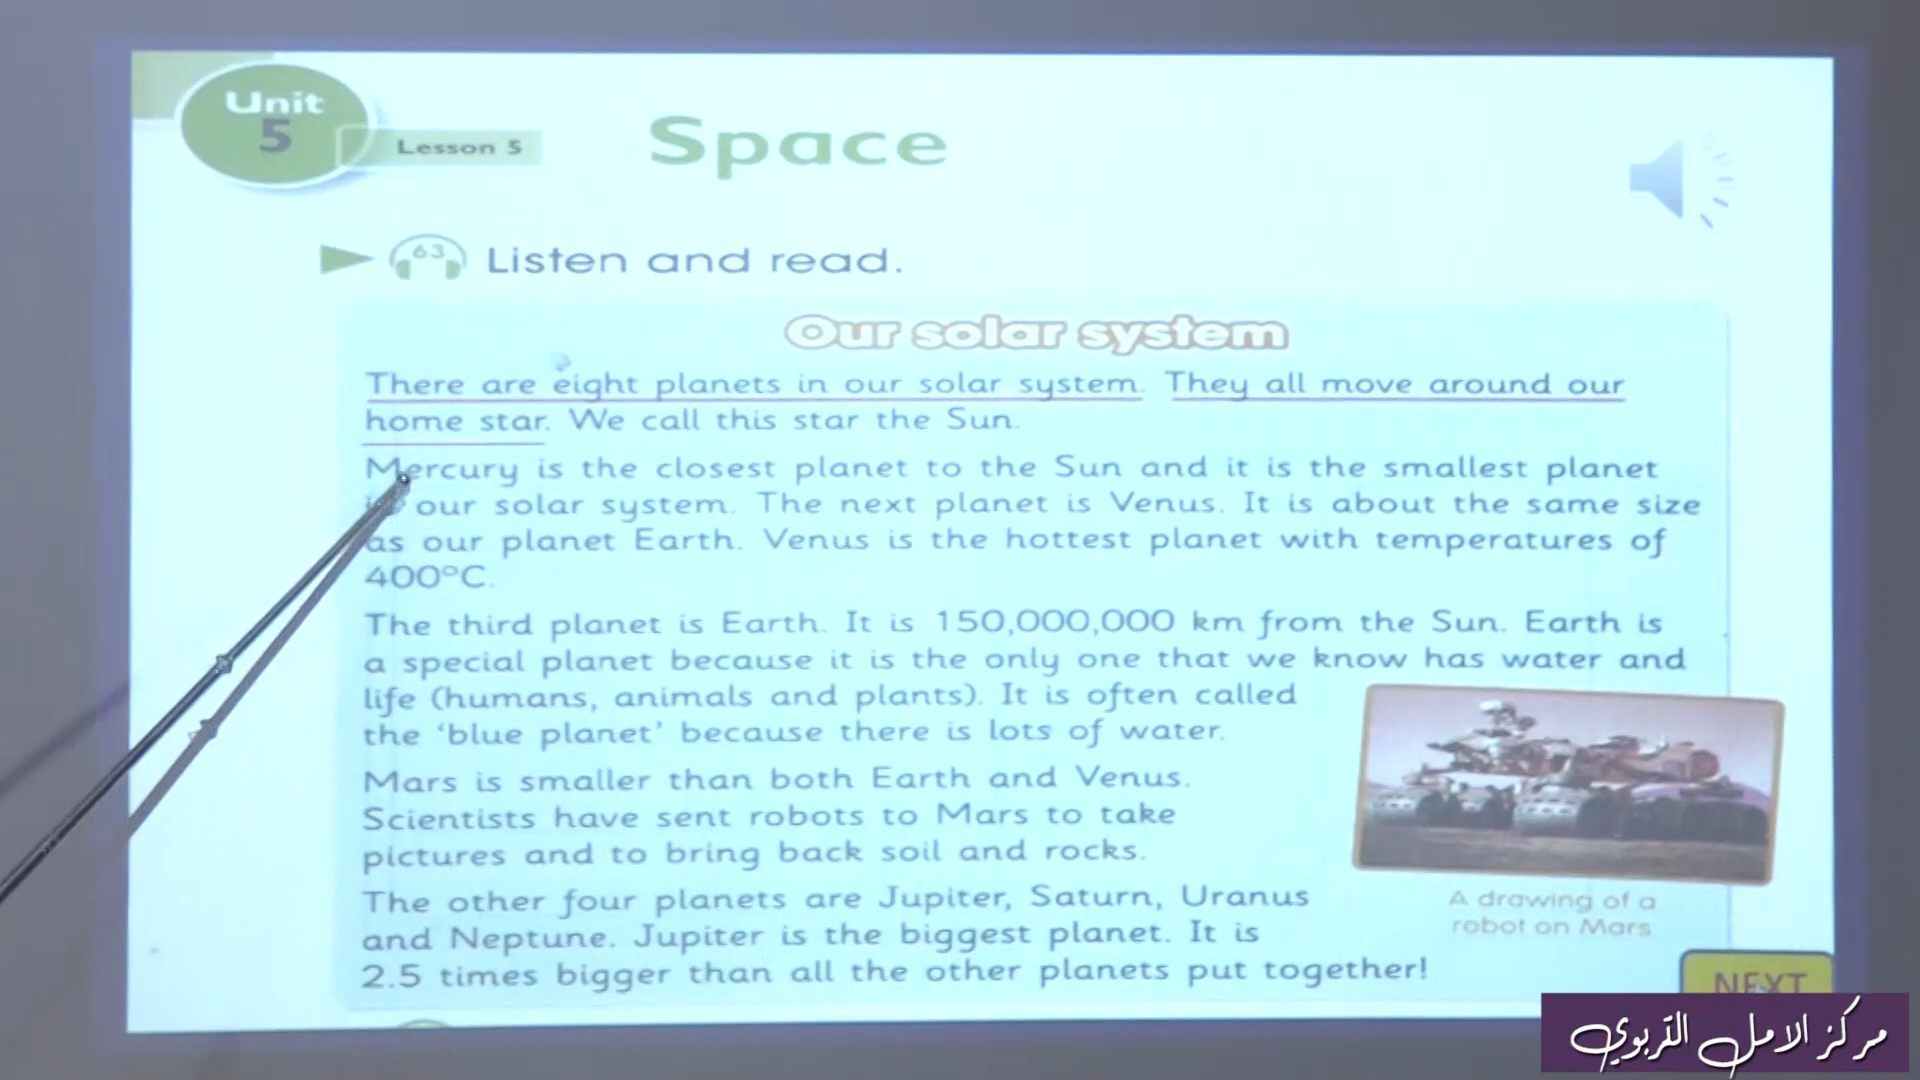 Unit
5
Lesson 5
Space
63
Listen and read.
Our solar system
There are eight planets in our solar system. They all move around our
home star. We call this star the Sun.
Mercury is the closest planet to the Sun and it is the smallest planet
our solar system. The next planet is Venus. It is about the same size
as our planet Earth. Venus is the hottest planet with temperatures of
400°C.
The third planet is Earth. It is 150,000,000 km from the Sun. Earth is
a special planet because it is the only one that we know has water and
life (humans, animals and plants). It is often called
the ‘blue planet’ because there is lots of water.
Mars is smaller than both Earth and Venus.
Scientists have sent robots to Mars to take
pictures and to bring back soil and rocks.
The other four planets are Jupiter, Saturn, Uranus
and Neptune. Jupiter is the biggest planet. It is
2.5 times bigger than all the other planets put together!
A drawing of a
robot on Mars
NEXT
مركز الامل التربوي